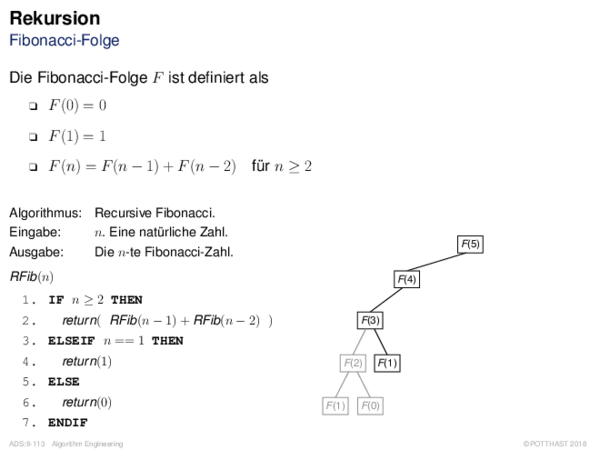 Rekursion
Fibonacci-Folge
Die Fibonacci-Folge F ist definiert als
❑ F(0) = 0
❑ F(1) = 1
❑ F(n) = F(n − 1) + F(n − 2) für n ≥ 2
Algorithmus: Recursive Fibonacci.
Eingabe: n. Eine natürliche Zahl.
Ausgabe: Die n-te Fibonacci-Zahl.
RFib(n)
1. IF n ≥ 2 THEN
2. return( RFib(n − 1) + RFib(n − 2) )
3. ELSEIF n == 1 THEN
4. return(1)
5. ELSE
6. return(0)
7. ENDIF
F(5)
F(4)
F(3)
F(2) F(1)
F(1) F(0)
ADS:II-113 Algorithm Engineering
© POTTHAST 2018